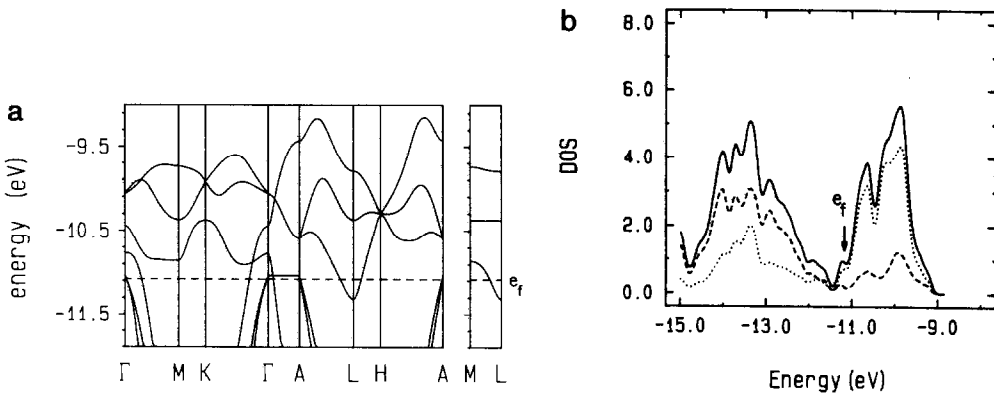 a
energy (eV)
-9.5
-10.5
-11.5
Γ M K Γ A L H A M L
e_f
b
DOS
8.0
6.0
4.0
2.0
0.0
e_f
-15.0 -13.0 -11.0 -9.0
Energy (eV)